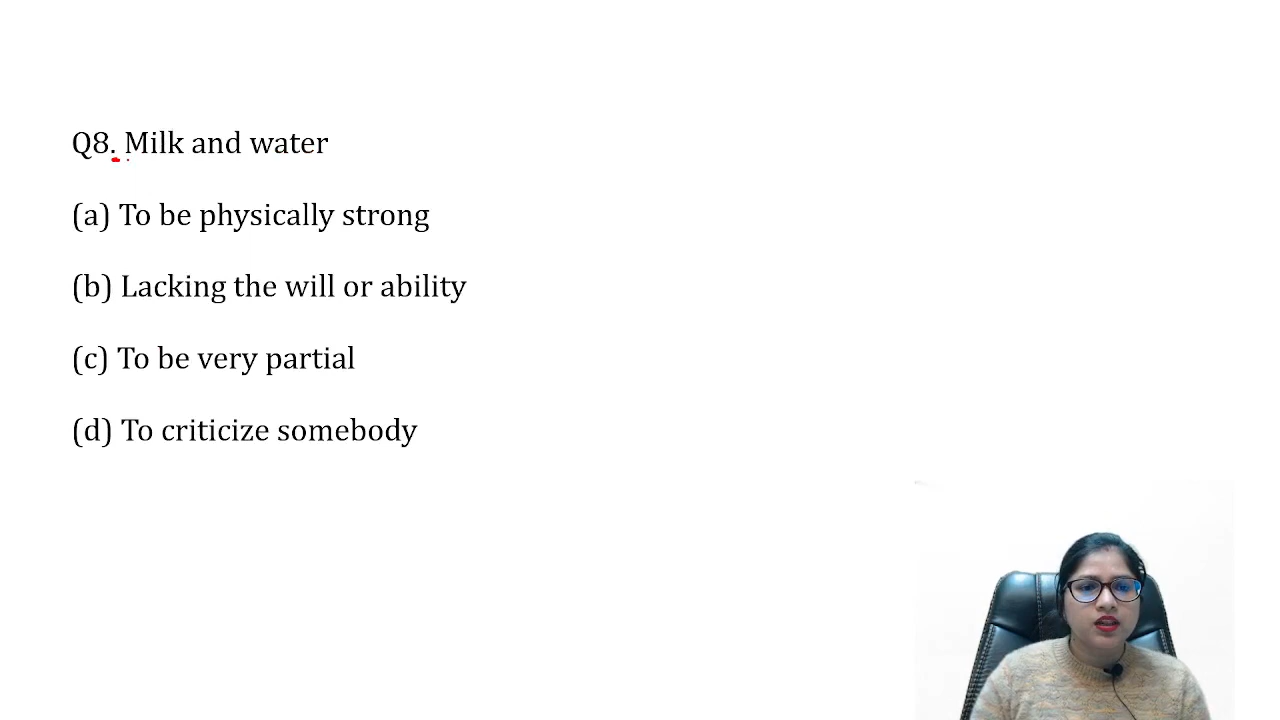 Q8. Milk and water
(a) To be physically strong
(b) Lacking the will or ability
(c) To be very partial
(d) To criticize somebody